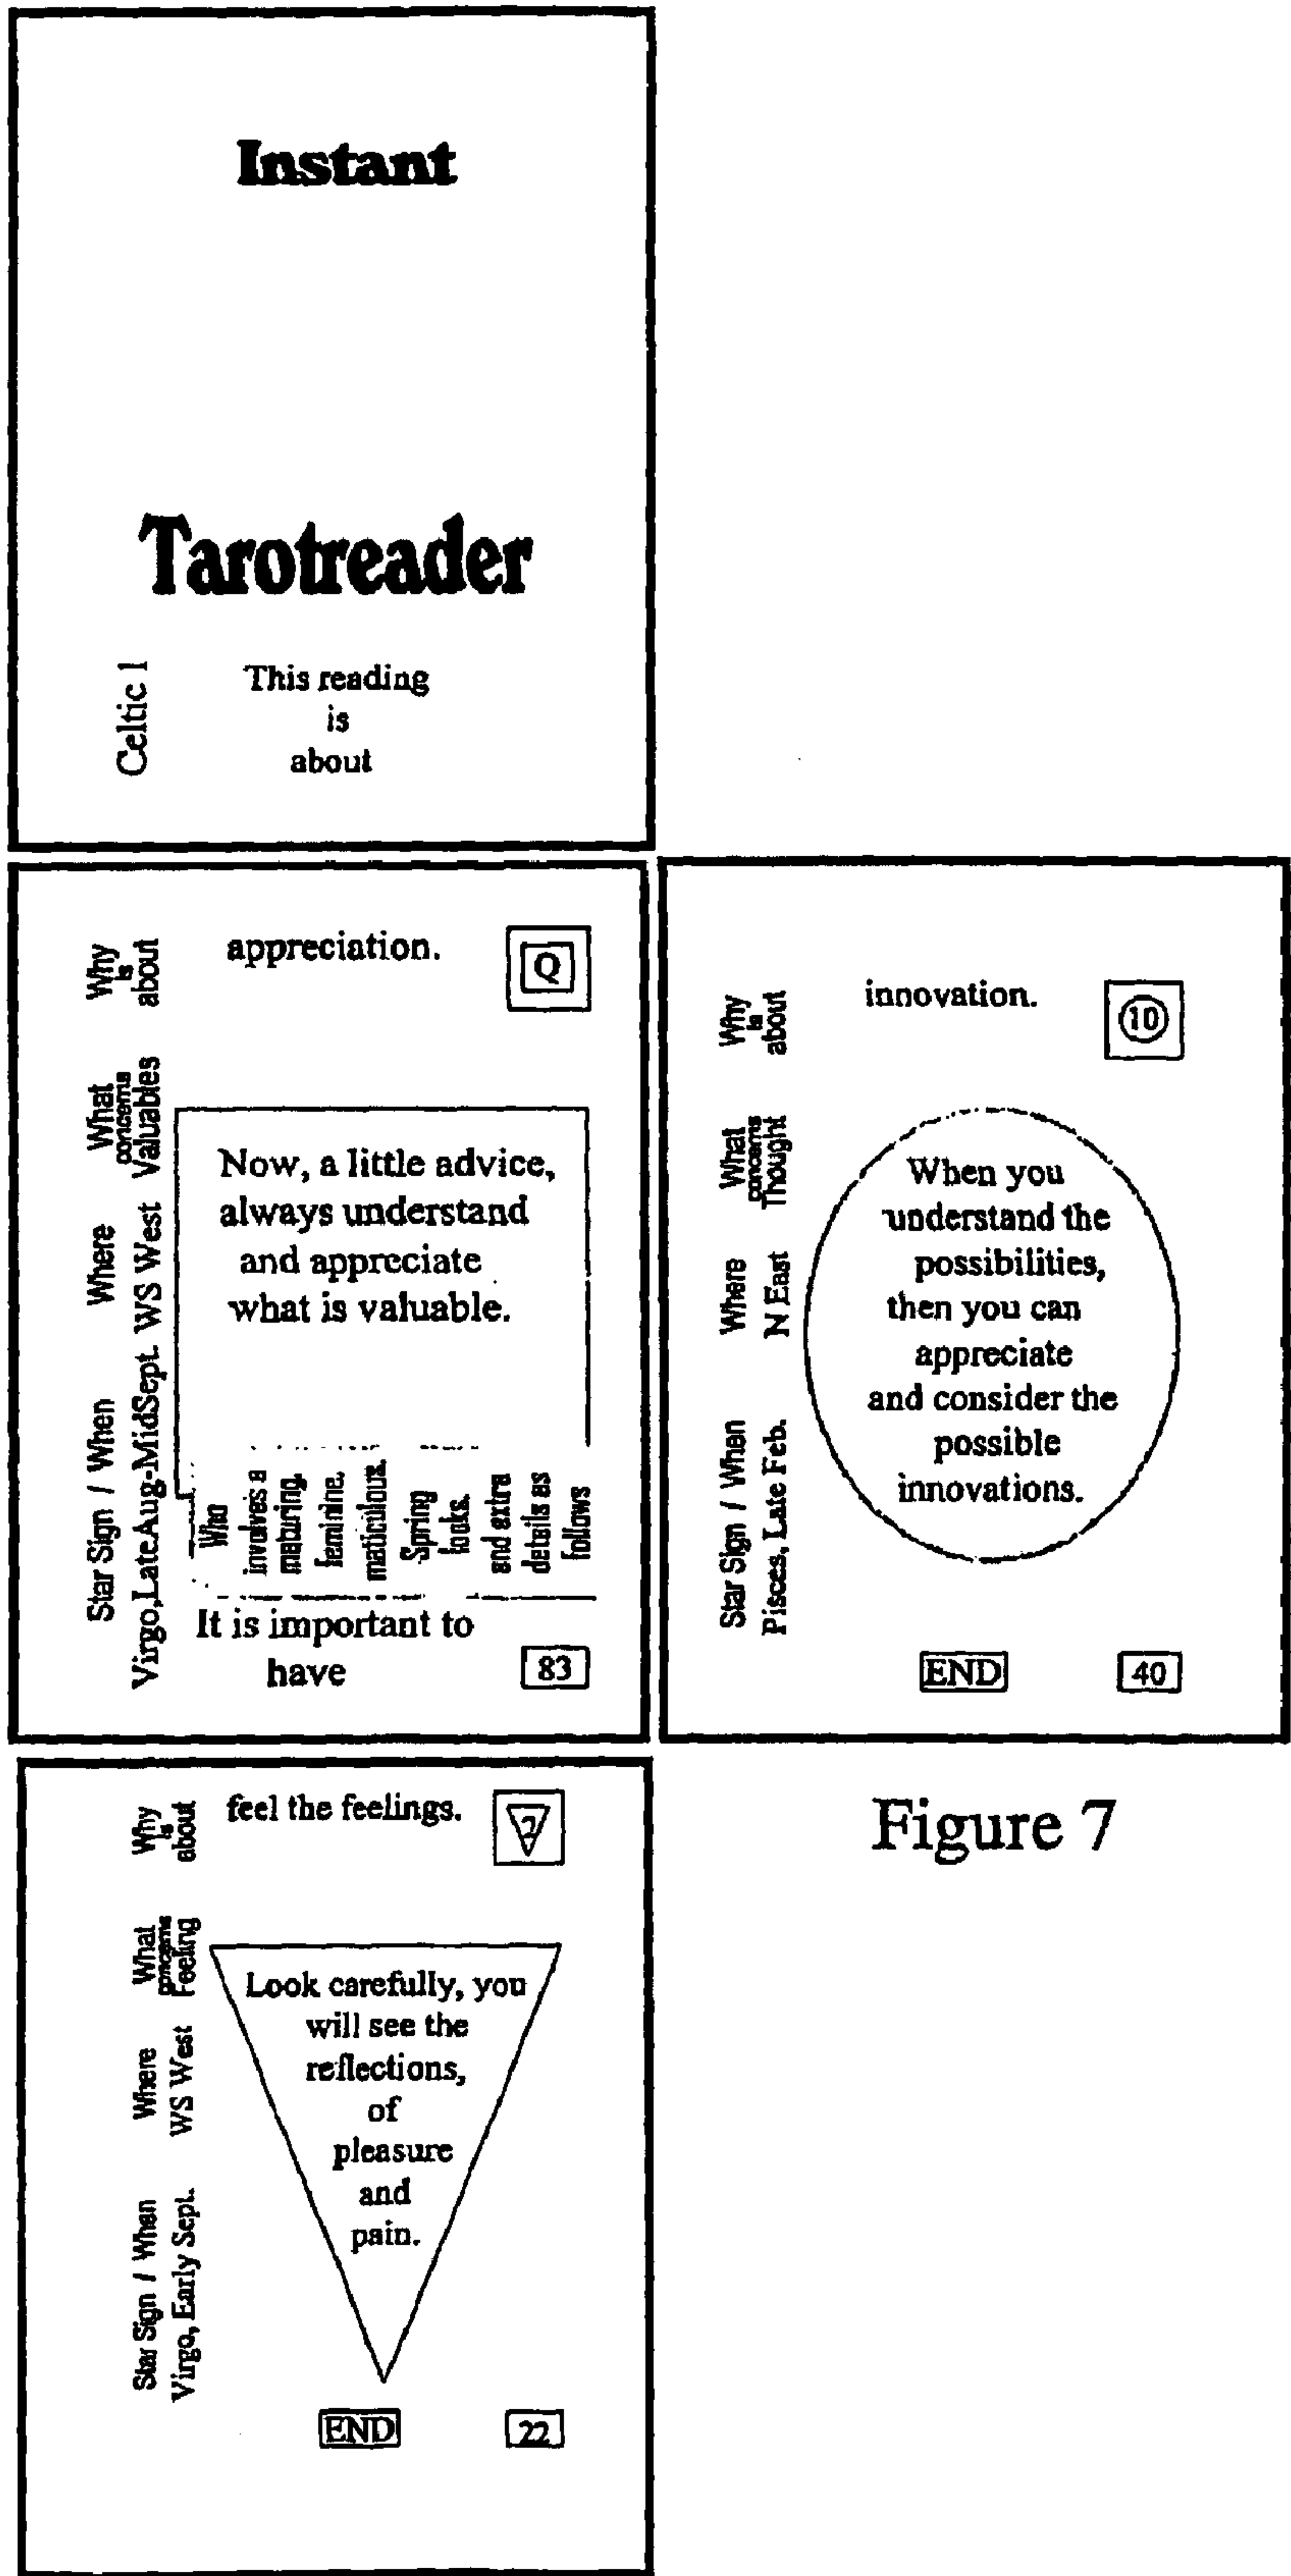 Instant
Tarotreader
Celtic 1
This reading
is
about
Why
is
about
What
concerns
Valuables
Where
WS West
Star Sign / When
Virgo,LateAug-MidSept.
appreciation.
Q
Now, a little advice,
always understand
and appreciate
what is valuable.
Who
involves a
maturing,
feminine,
maticulous.
Spring
looks.
and extra
details as
follows
It is important to
have
83
Why
is
about
What
concerns
Thought
Where
N East
Star Sign / When
Pisces, Late Feb.
innovation.
10
When you
understand the
possibilities,
then you can
appreciate
and consider the
possible
innovations.
END
40
Why
is
about
What
concerns
Feeling
Where
WS West
Star Sign / When
Virgo, Early Sept.
feel the feelings.
Look carefully, you
will see the
reflections,
of
pleasure
and
pain.
END
22
Figure 7